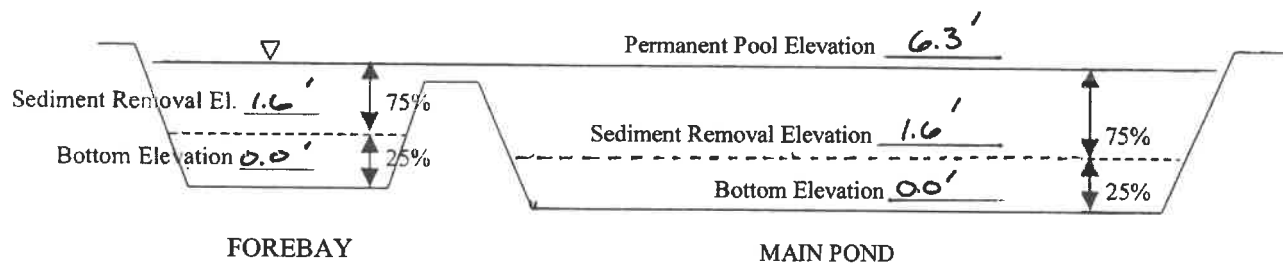 Permanent Pool Elevation 6.3'
Sediment Removal El. 1.6' 75%
Bottom Elevation 0.0' 25%
Sediment Removal Elevation 1.6' 75%
Bottom Elevation 0.0' 25%
FOREBAY
MAIN POND